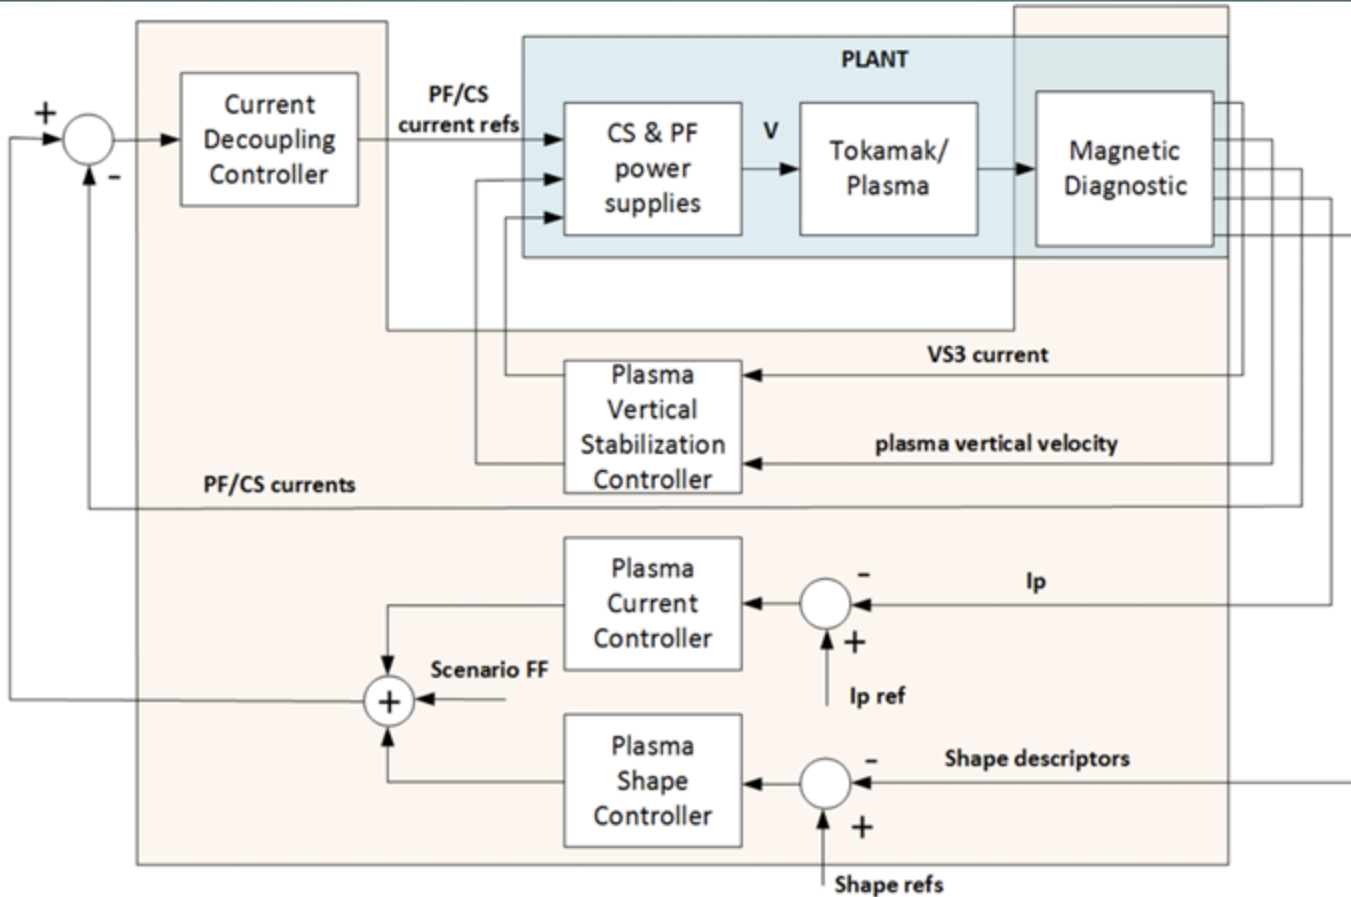 PLANT
+
Current
Decoupling
Controller
-
PF/CS
current refs
CS & PF
power
supplies
V
Tokamak/
Plasma
Magnetic
Diagnostic
VS3 current
Plasma
Vertical
Stabilization
Controller
plasma vertical velocity
PF/CS currents
Plasma
Current
Controller
-
+
Ip
Ip ref
Scenario FF
+
Plasma
Shape
Controller
-
+
Shape descriptors
Shape refs